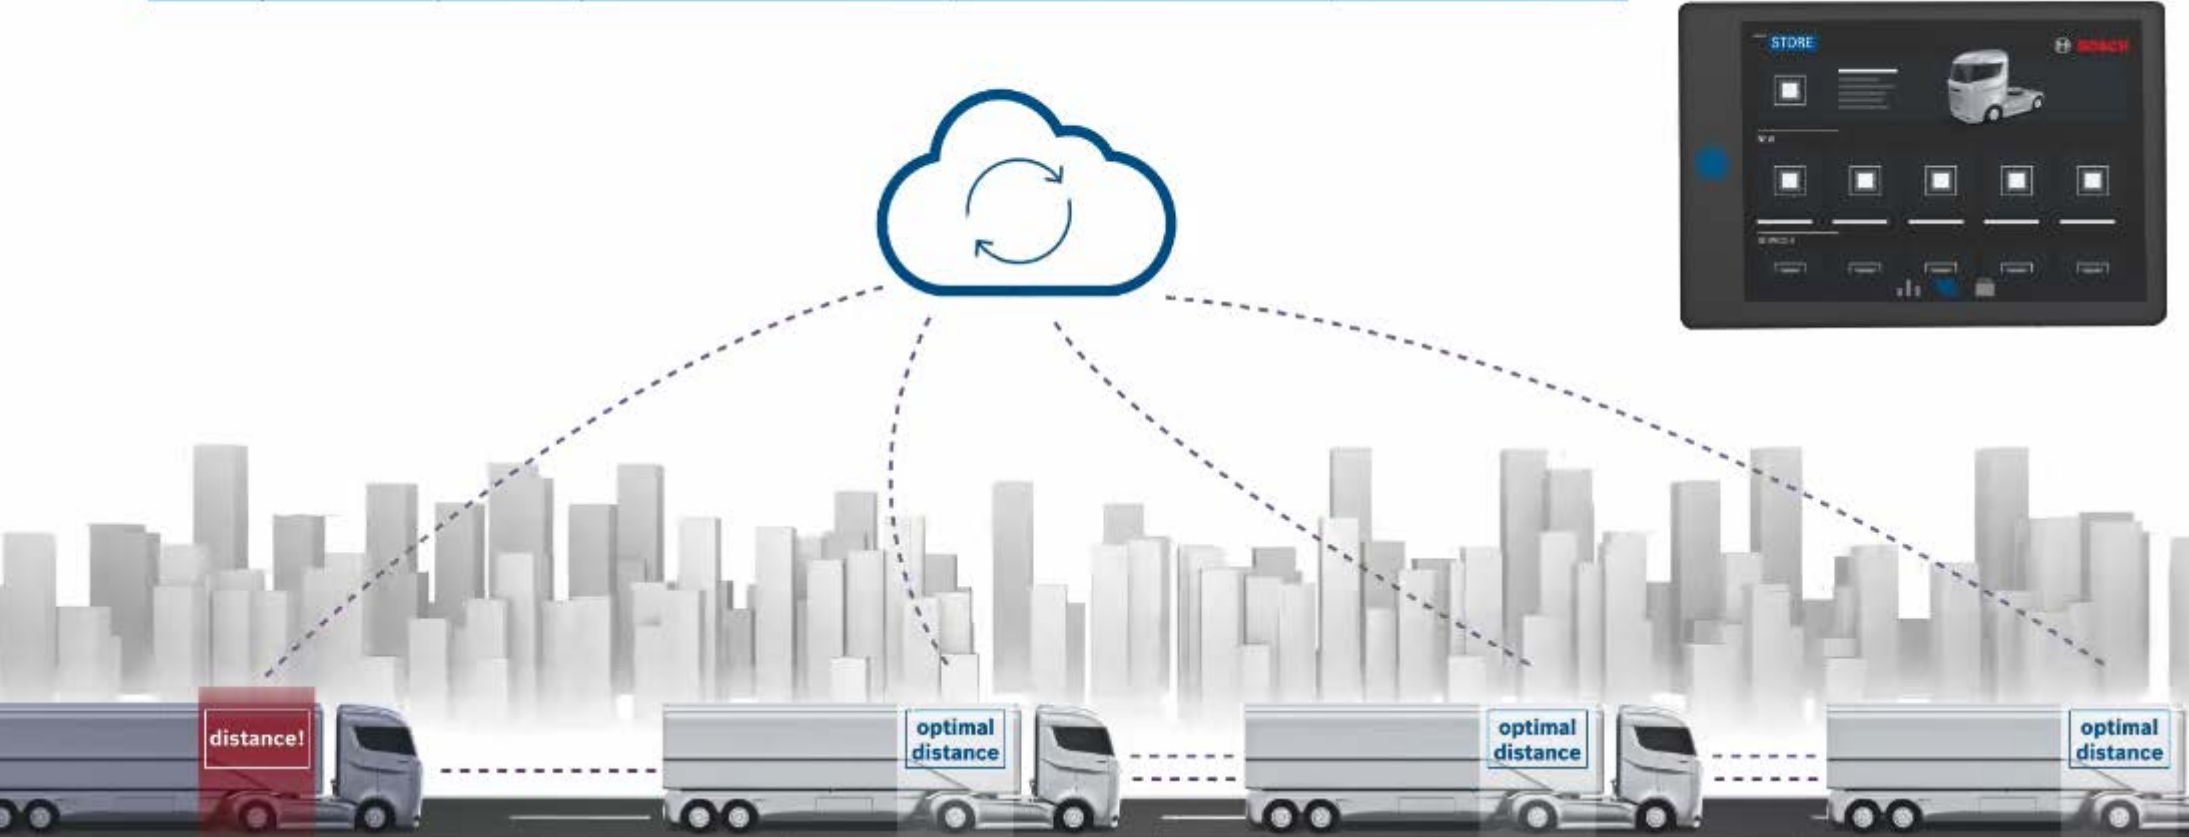 STORE
BOSCH
distance!
optimal
distance
optimal
distance
optimal
distance